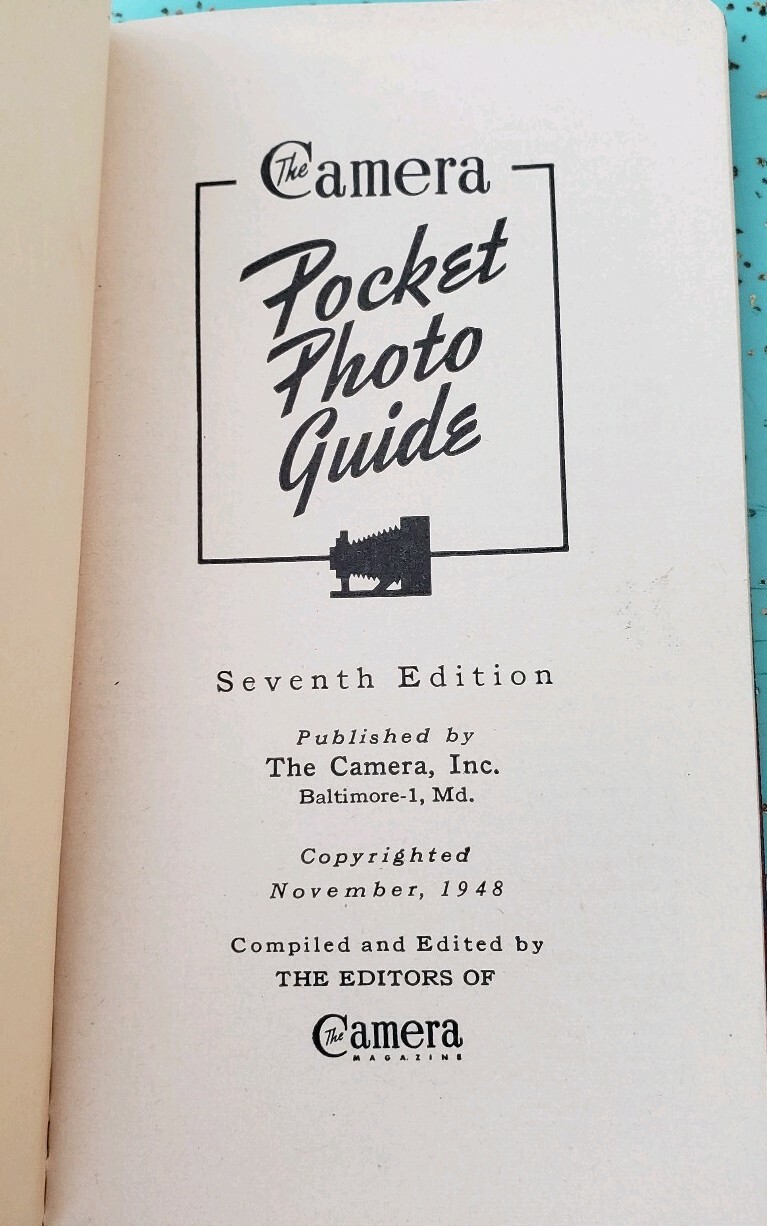 The Camera
Pocket
Photo
Guide
Seventh Edition
Published by
The Camera, Inc.
Baltimore-1, Md.
Copyrighted
November, 1948
Compiled and Edited by
THE EDITORS OF
The Camera
MAGAZINE